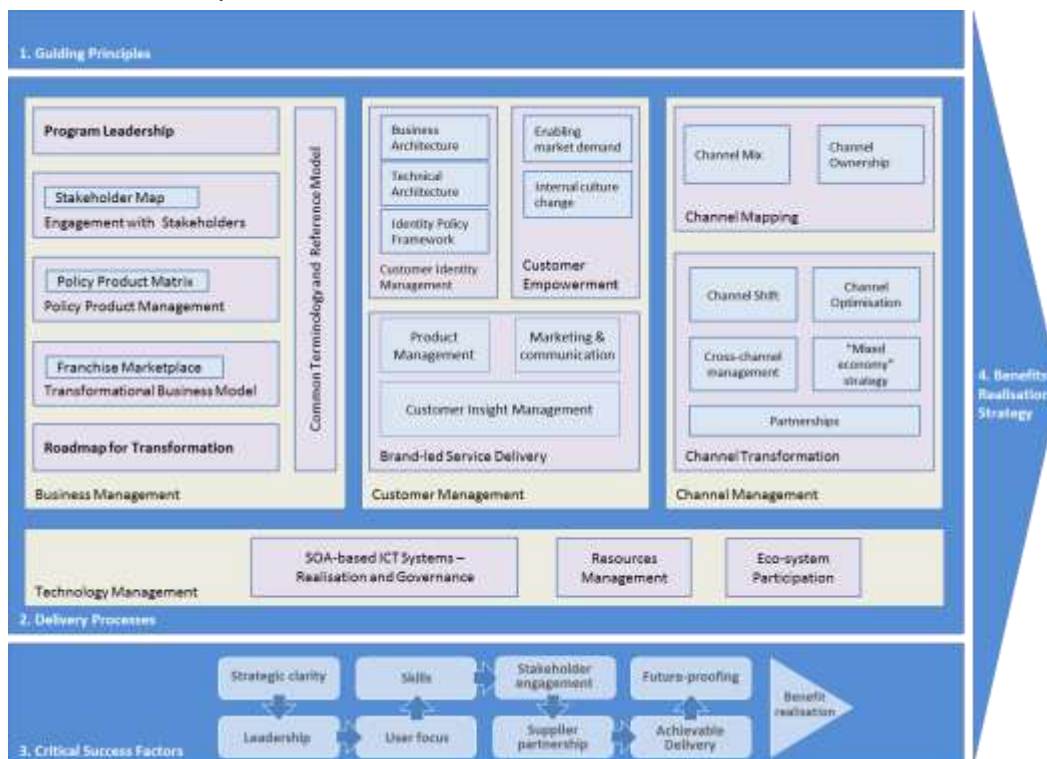 1. Guiding Principles
Program Leadership
Stakeholder Map
Engagement with Stakeholders
Policy Product Matrix
Policy Product Management
Franchise Marketplace
Transformational Business Model
Roadmap for Transformation
Common Terminology and Reference Model
Business Management
Business
Architecture
Technical
Architecture
Identity Policy
Framework
Customer Identity
Management
Enabling
market demand
Internal culture
change
Customer
Empowerment
Product
Management
Marketing &
communication
Customer Insight Management
Brand-led Service Delivery
Customer Management
Channel Mix
Channel
Ownership
Channel Mapping
Channel Shift
Channel
Optimisation
Cross-channel
management
"Mixed
economy"
strategy
Partnerships
Channel Transformation
Channel Management
SOA-based ICT Systems –
Realisation and Governance
Resources
Management
Eco-system
Participation
Technology Management
2. Delivery Processes
Strategic clarity
Skills
Stakeholder
engagement
Future-proofing
Leadership
User focus
Supplier
partnership
Achievable
Delivery
Benefit
realisation
3. Critical Success Factors
4. Benefits
Realisation
Strategy